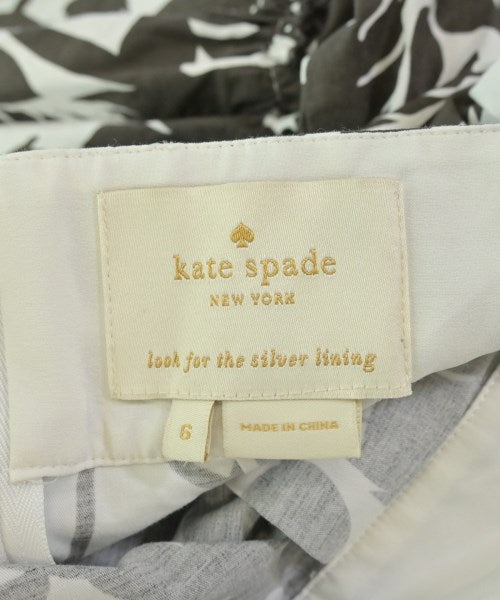 kate spade
NEW YORK
look for the silver lining
6
MADE IN CHINA